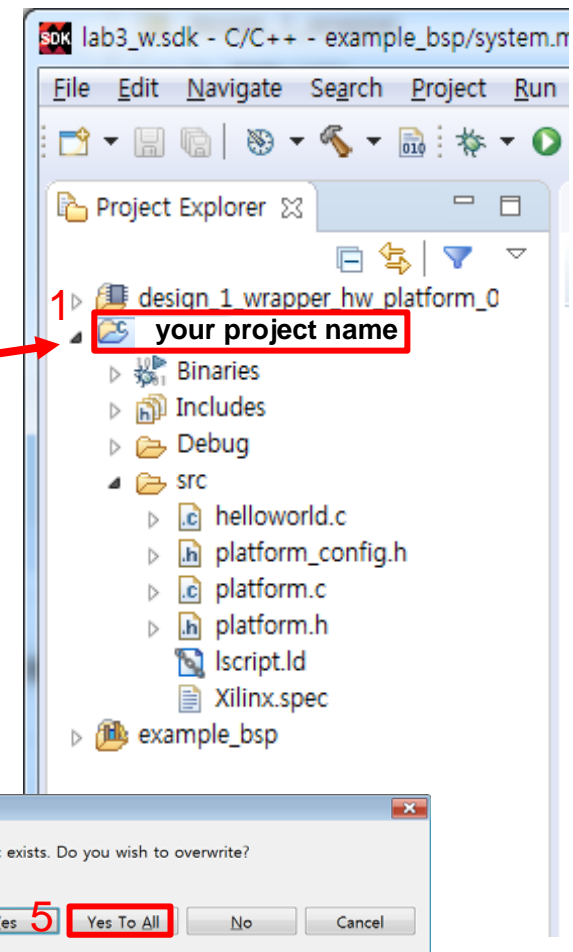 SDK lab3_w.sdk - C/C++ - example_bsp/system.m
File Edit Navigate Search Project Run
010
Project Explorer
1
design_1_wrapper_hw_platform_0
your project name
Binaries
Includes
Debug
src
helloworld.c
platform_config.h
platform.c
platform.h
lscript.ld
Xilinx.spec
example_bsp
exists. Do you wish to overwrite?
5 Yes To All No Cancel